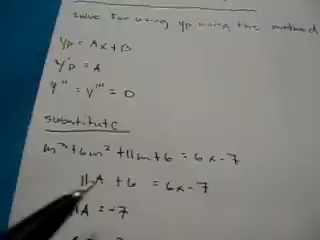 solve for using yp using the method
yp = Ax+B
y'p = A
y'' = y''' = 0
substitute
m³+6m²+11m+6 = 6x-7
11A + 6 = 6x-7
11A = -7